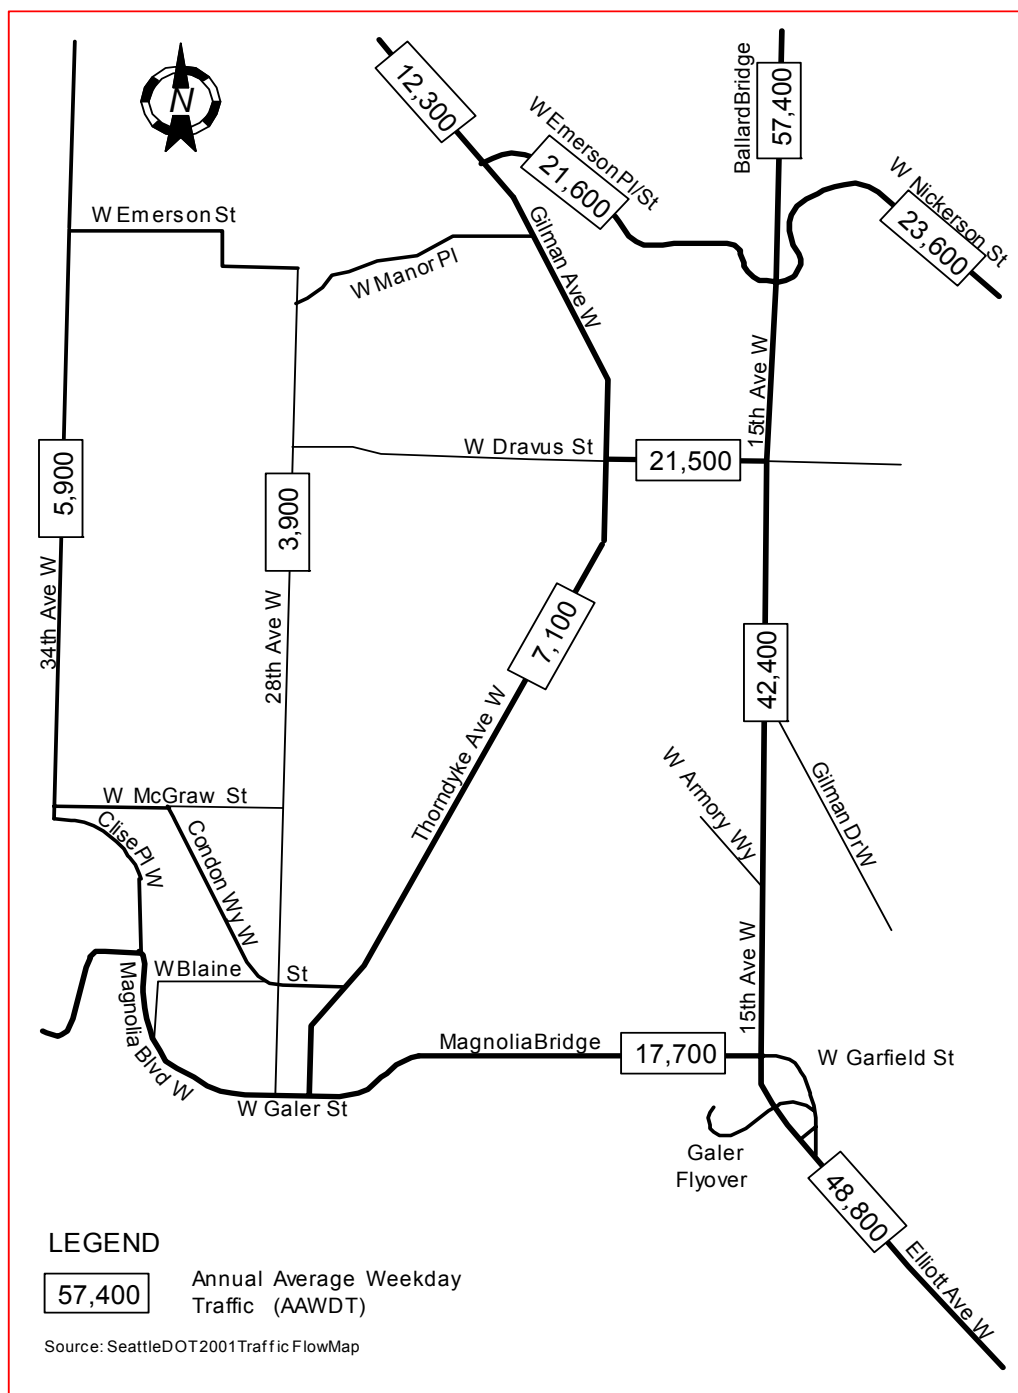 N
12,300
W Emerson Pl/St
21,600
Ballard Bridge
57,400
W Nickerson St
23,600
W Emerson St
W Manor Pl
Gilman Ave W
15th Ave W
W Dravus St
21,500
5,900
3,900
34th Ave W
28th Ave W
7,100
42,400
Thorndyke Ave W
W Armory Wy
Gilman Dr W
W McGraw St
Clise Pl W
Condon Wy W
15th Ave W
W Blaine St
Magnolia Blvd W
Magnolia Bridge
17,700
W Garfield St
W Galer St
Galer
Flyover
48,800
Elliott Ave W
LEGEND
57,400
Annual Average Weekday
Traffic (AAWDT)
Source: SeattleDOT 2001 Traffic Flow Map